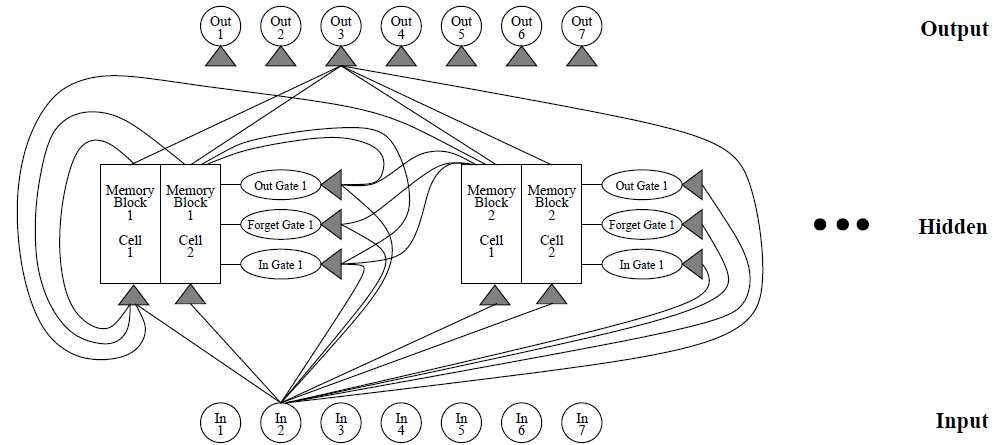 Out Out Out Out Out Out Out
1 2 3 4 5 6 7
Output
Memory Block 1 Cell 1
Memory Block 1 Cell 2
Out Gate 1
Forget Gate 1
In Gate 1
Memory Block 2 Cell 1
Memory Block 2 Cell 2
Out Gate 1
Forget Gate 1
In Gate 1
Hidden
In In In In In In In
1 2 3 4 5 6 7
Input